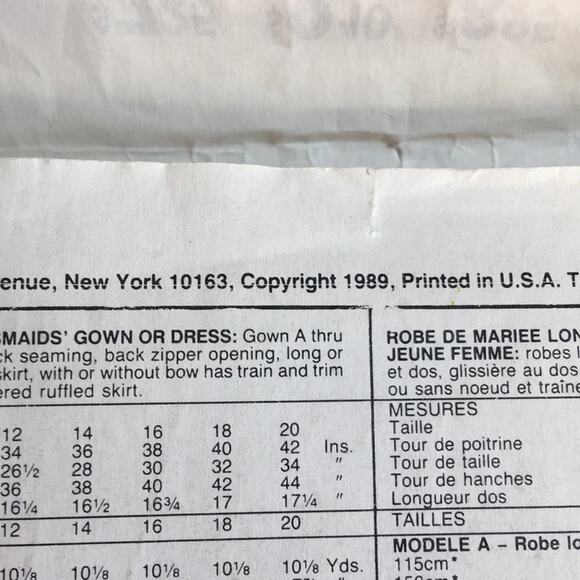 enue, New York 10163, Copyright 1989, Printed in U.S.A. T
MAIDS' GOWN OR DRESS: Gown A thru
ck seaming, back zipper opening, long or
skirt, with or without bow has train and trim
ered ruffled skirt.
12 14 16 18 20
34 36 38 40 42 Ins.
26½ 28 30 32 34 "
36 38 40 42 44 "
16¼ 16½ 16¾ 17 17¼ "
12 14 16 18 20
10⅛ 10⅛ 10⅛ 10⅛ 10⅛ Yds.
ROBE DE MARIEE LON
JEUNE FEMME: robes l
et dos, glissière au dos
ou sans noeud et traîne
MESURES
Taille
Tour de poitrine
Tour de taille
Tour de hanches
Longueur dos
TAILLES
MODELE A - Robe lo
115cm*